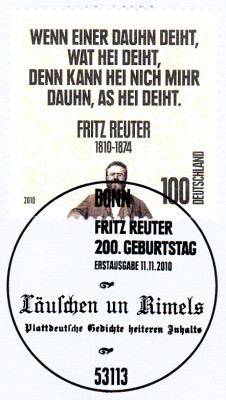 WENN EINER DAUHN DEIHT,
WAT HEI DEIHT,
DENN KANN HEI NICH MIHR
DAUHN, AS HEI DEIHT.
FRITZ REUTER
1810-1874
2010
100
DEUTSCHLAND
BONN
FRITZ REUTER
200. GEBURTSTAG
ERSTAUSGABE 11.11.2010
Läuschen un Rimels
Plattdeutsche Gedichte heiteren Inhalts
53113